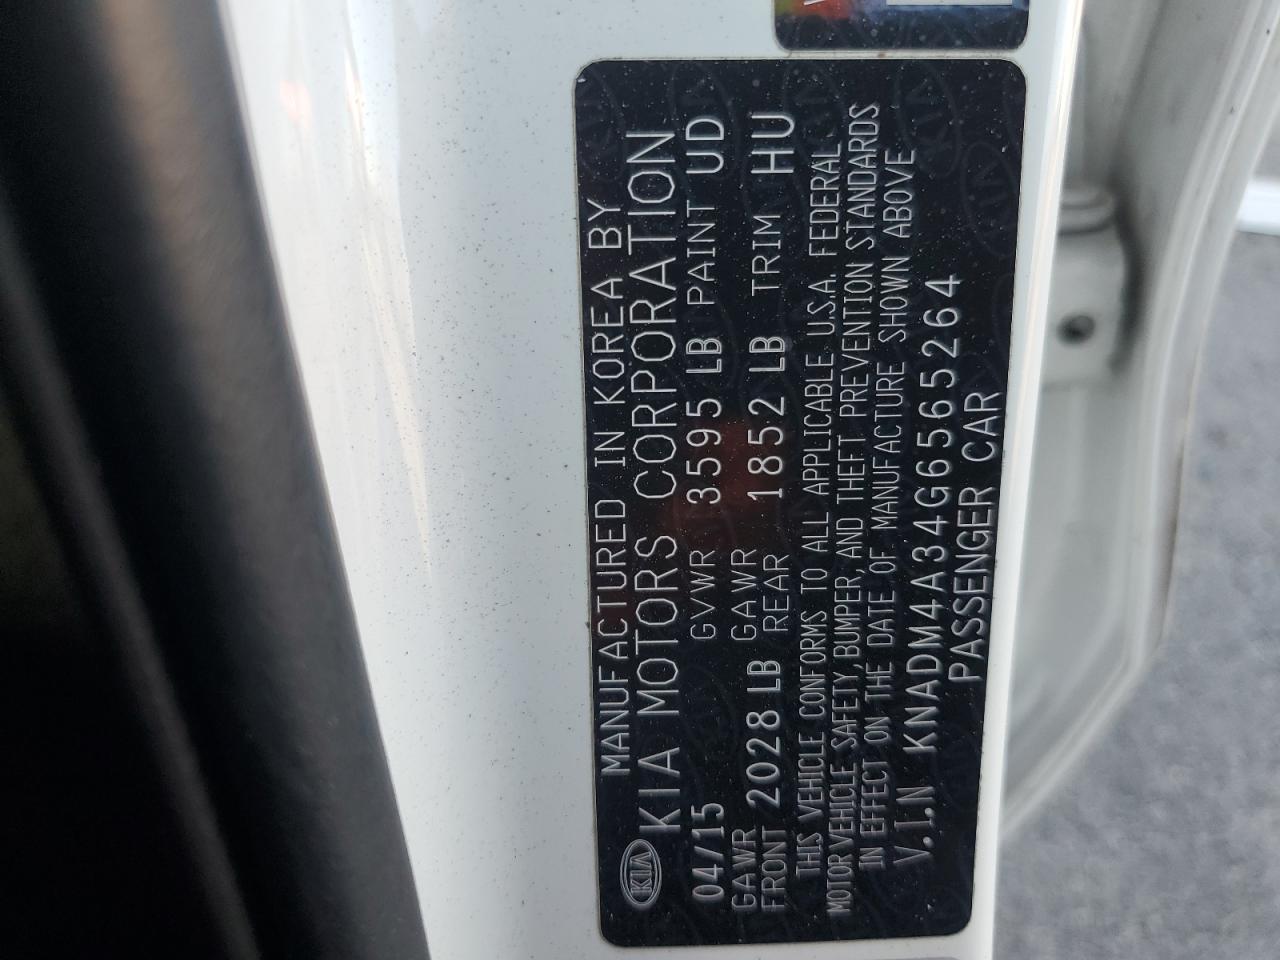 KIA
MANUFACTURED IN KOREA BY
KIA MOTORS CORPORATION
04/15 GVWR 3595 LB PAINT UD
GAWR FRONT 2028 LB GAWR REAR 1852 LB TRIM HU
THIS VEHICLE CONFORMS TO ALL APPLICABLE U.S.A. FEDERAL
MOTOR VEHICLE SAFETY, BUMPER, AND THEFT PREVENTION STANDARDS
IN EFFECT ON THE DATE OF MANUFACTURE SHOWN ABOVE
V.I.N KNADM4A34G6565264
PASSENGER CAR